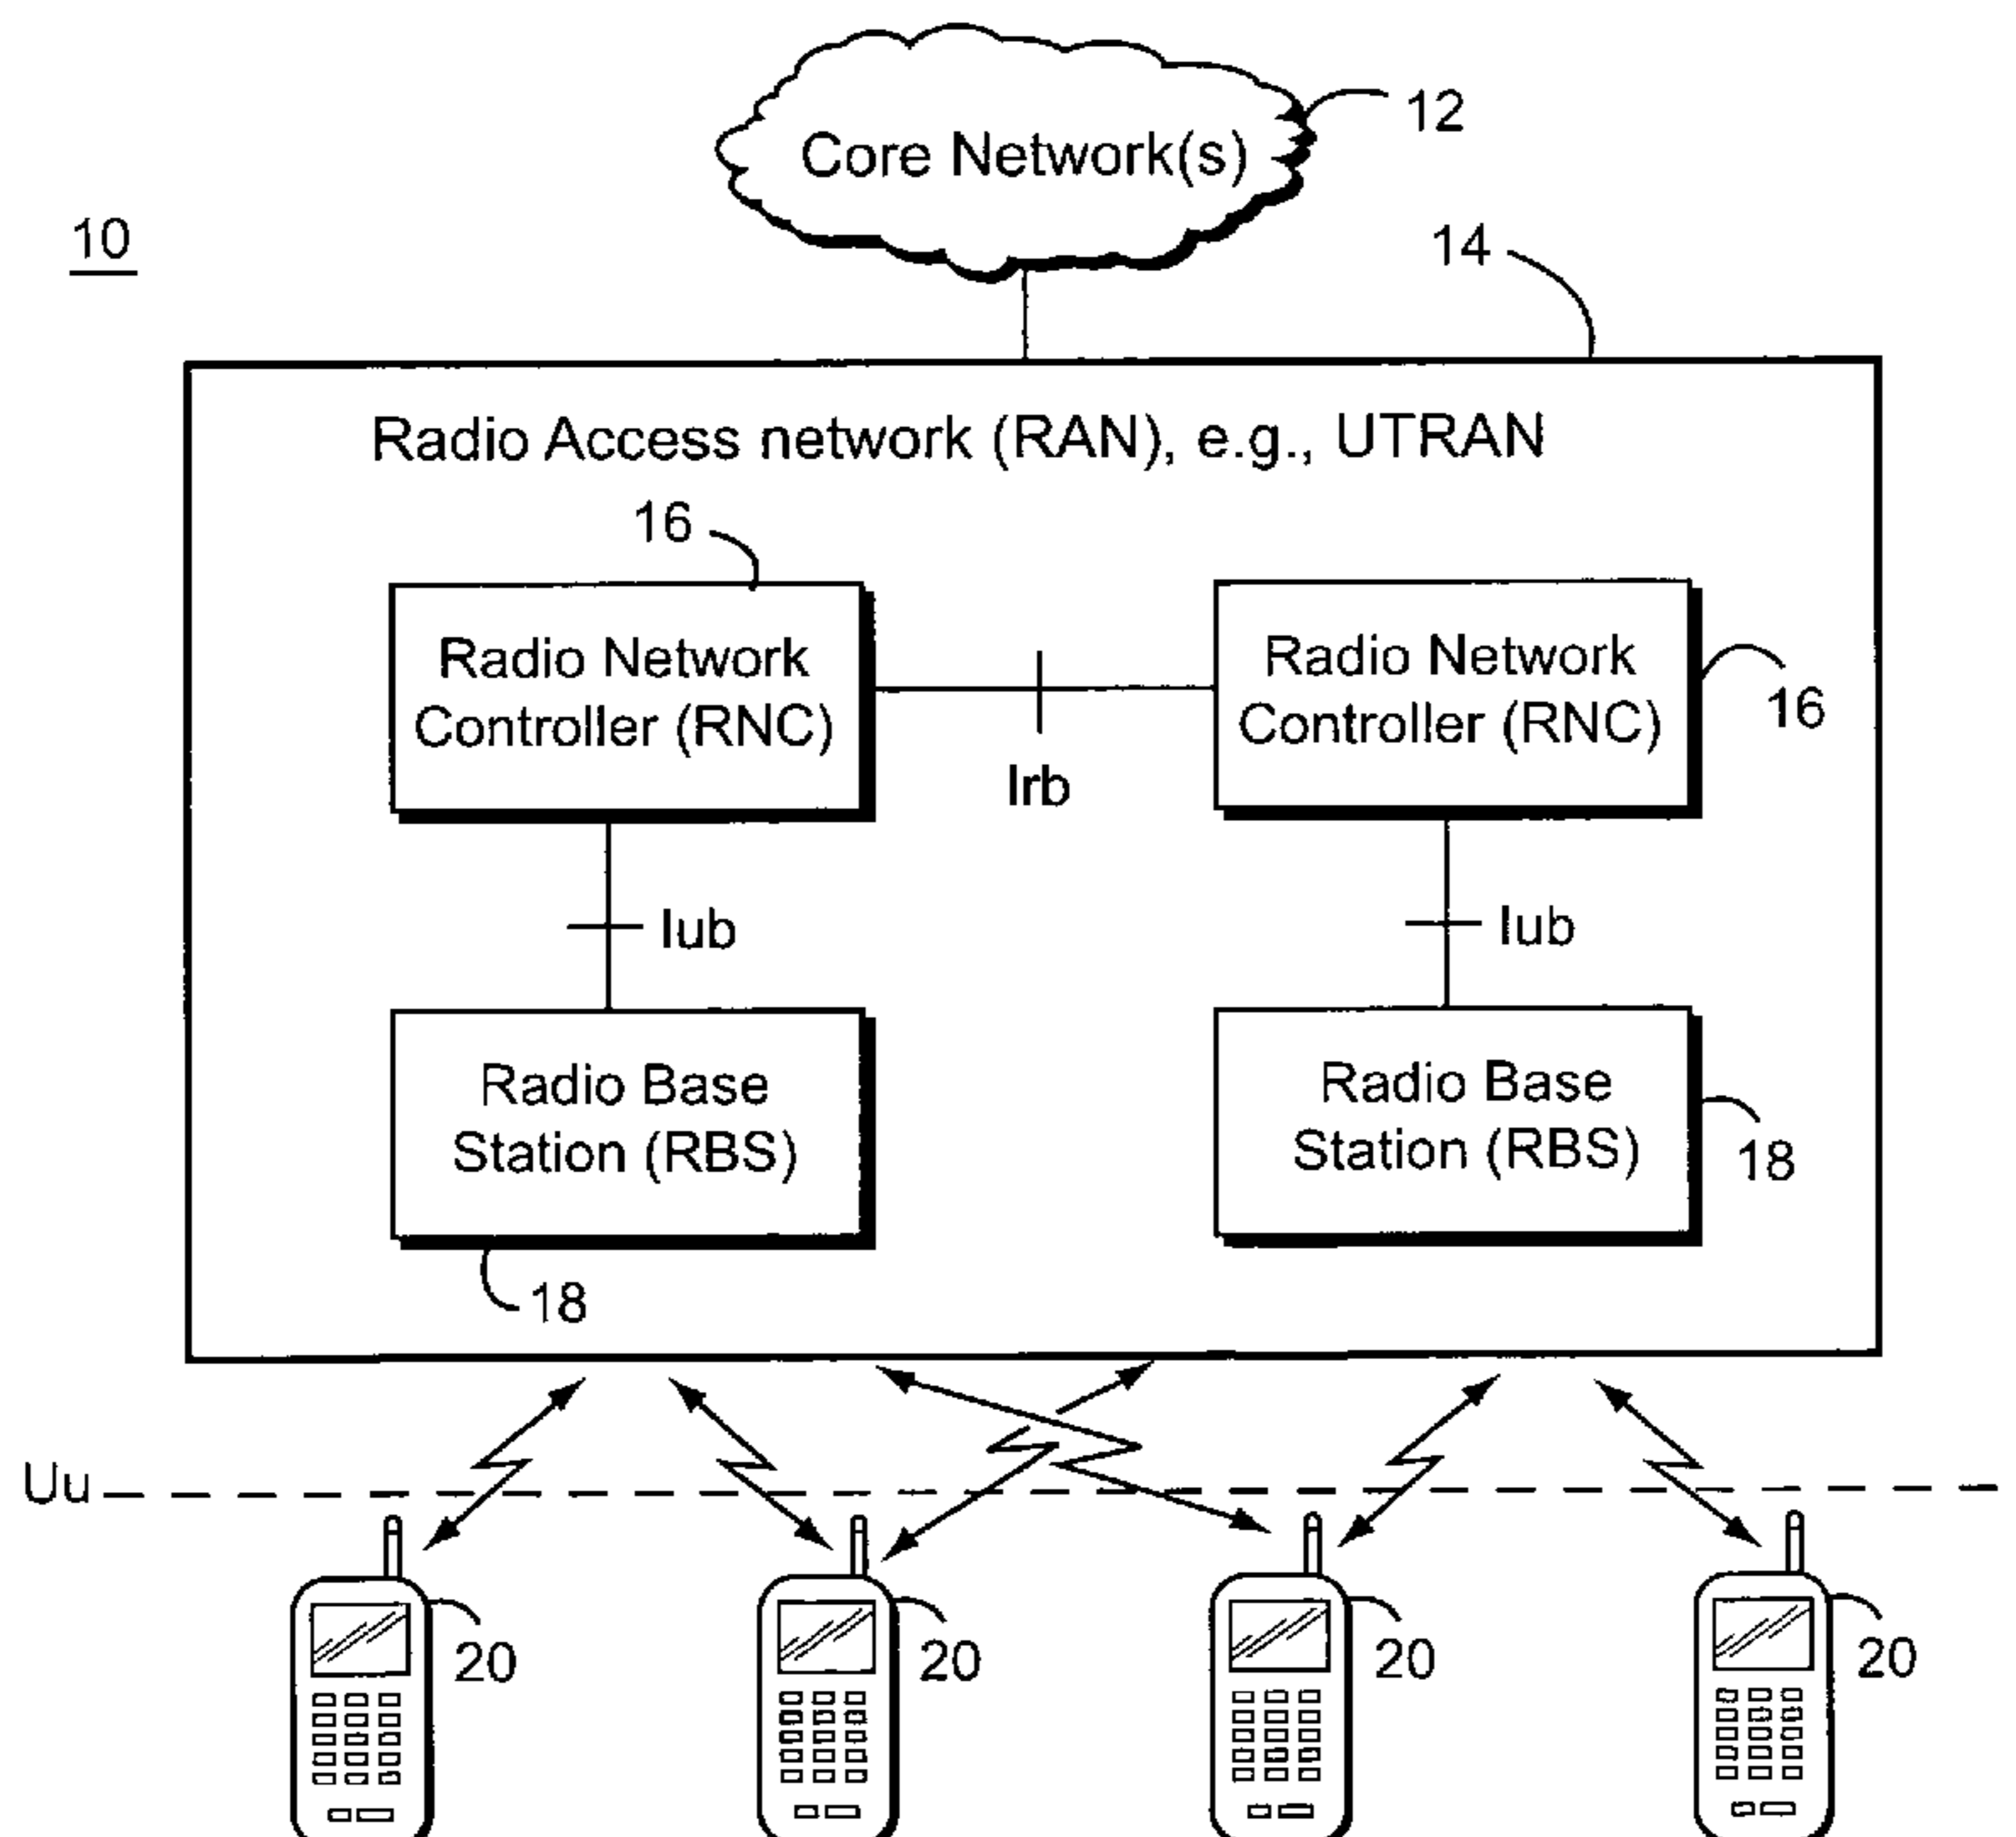 Core Network(s)
12
10
14
Radio Access network (RAN), e.g., UTRAN
16
Radio Network
Controller (RNC)
Radio Network
Controller (RNC)
16
Irb
Iub
Iub
Radio Base
Station (RBS)
Radio Base
Station (RBS)
18
18
Uu
20
20
20
20